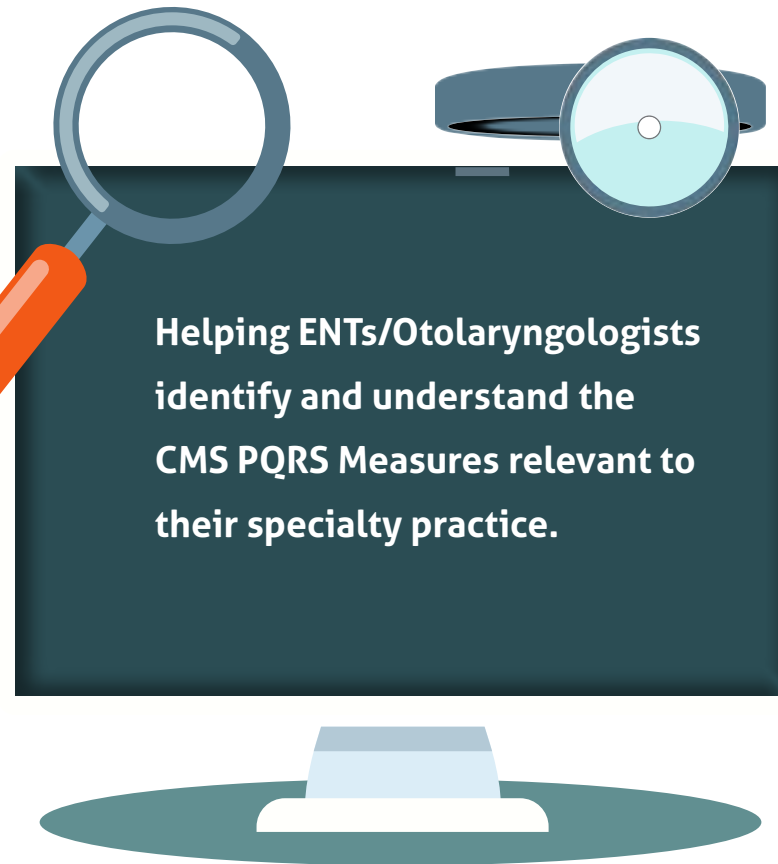 Helping ENTs/Otolaryngologists
identify and understand the
CMS PQRS Measures relevant to
their specialty practice.